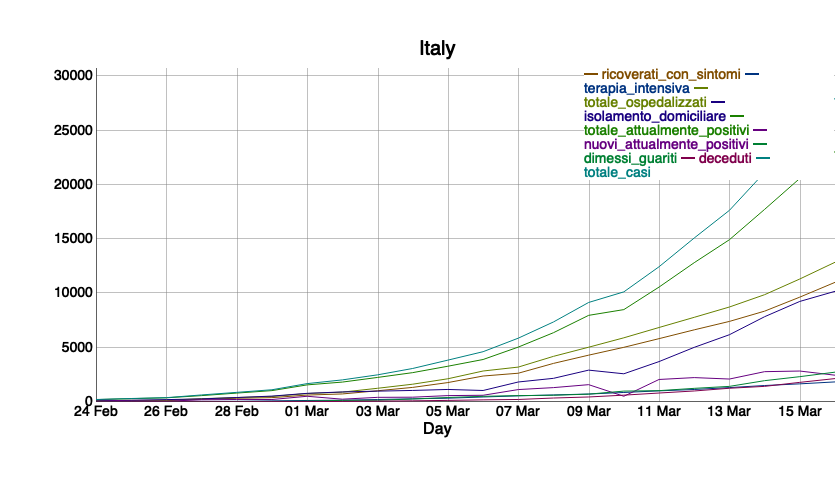 Italy
30000
25000
20000
15000
10000
5000
0
ricoverati_con_sintomi
terapia_intensiva
totale_ospedalizzati
isolamento_domiciliare
totale_attualmente_positivi
nuovi_attualmente_positivi
dimessi_guariti deceduti
totale_casi
24 Feb 26 Feb 28 Feb 01 Mar 03 Mar 05 Mar 07 Mar 09 Mar 11 Mar 13 Mar 15 Mar
Day